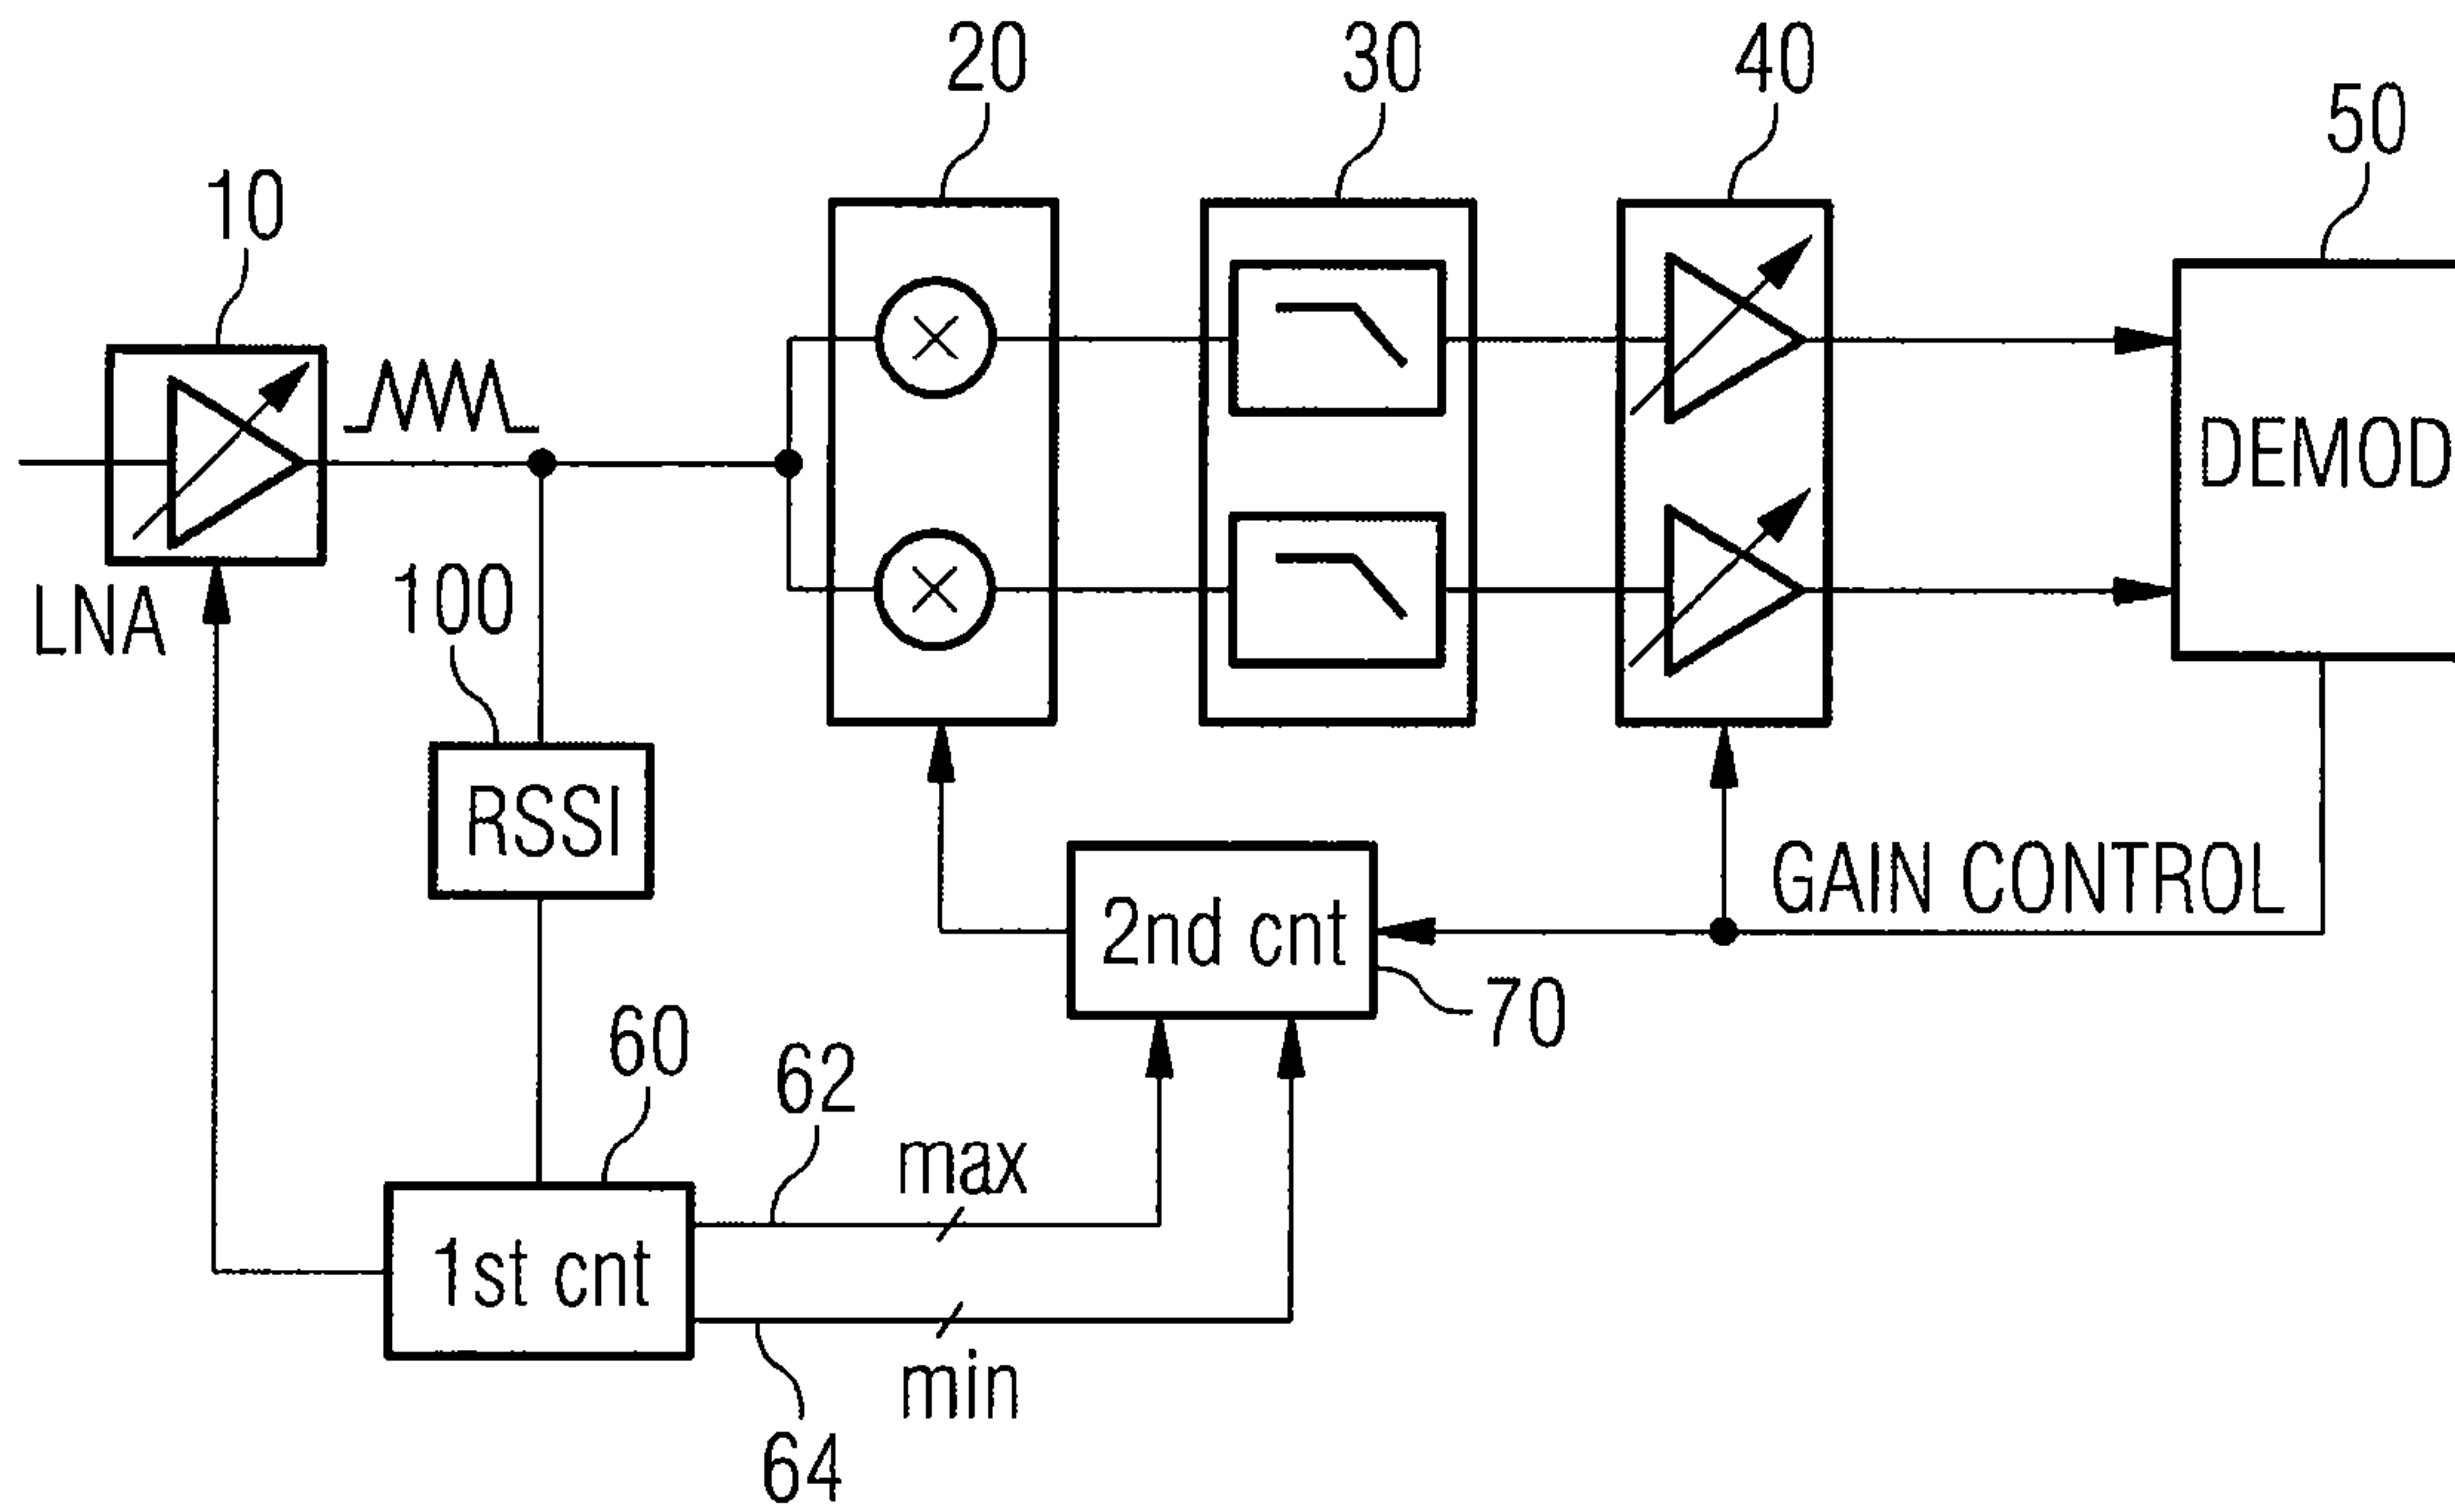 20
30
40
50
10
DEMOD
LNA
100
RSSI
GAIN CONTROL
2nd cnt
70
60
62
max
1st cnt
min
64